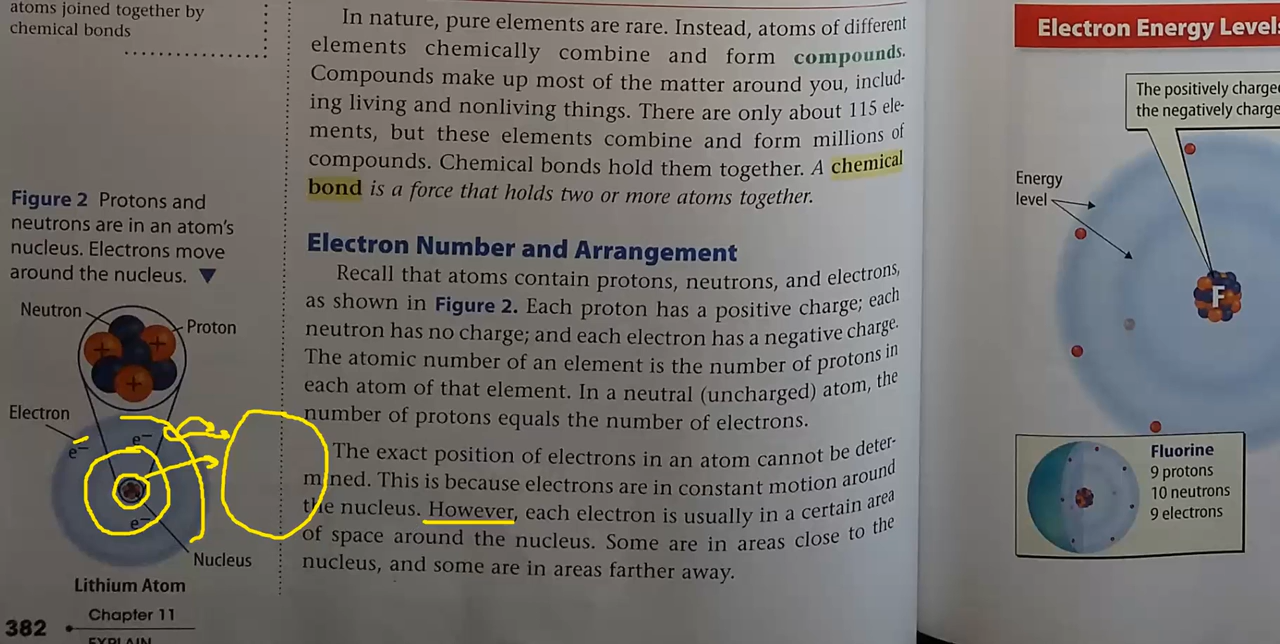 atoms joined together by
chemical bonds
Figure 2 Protons and
neutrons are in an atom's
nucleus. Electrons move
around the nucleus. ▼
Neutron
Proton
+
+
+
Electron
e−
e−
e−
Nucleus
Lithium Atom
382
Chapter 11
EXPLAIN
In nature, pure elements are rare. Instead, atoms of different
elements chemically combine and form compounds.
Compounds make up most of the matter around you, includ-
ing living and nonliving things. There are only about 115 ele-
ments, but these elements combine and form millions of
compounds. Chemical bonds hold them together. A chemical
bond is a force that holds two or more atoms together.
Electron Number and Arrangement
Recall that atoms contain protons, neutrons, and electrons,
as shown in Figure 2. Each proton has a positive charge; each
neutron has no charge; and each electron has a negative charge.
The atomic number of an element is the number of protons in
each atom of that element. In a neutral (uncharged) atom, the
number of protons equals the number of electrons.
The exact position of electrons in an atom cannot be deter-
mined. This is because electrons are in constant motion around
the nucleus. However, each electron is usually in a certain area
of space around the nucleus. Some are in areas close to the
nucleus, and some are in areas farther away.
Electron Energy Levels
The positively charge
the negatively charge
Energy
level
F
Fluorine
9 protons
10 neutrons
9 electrons